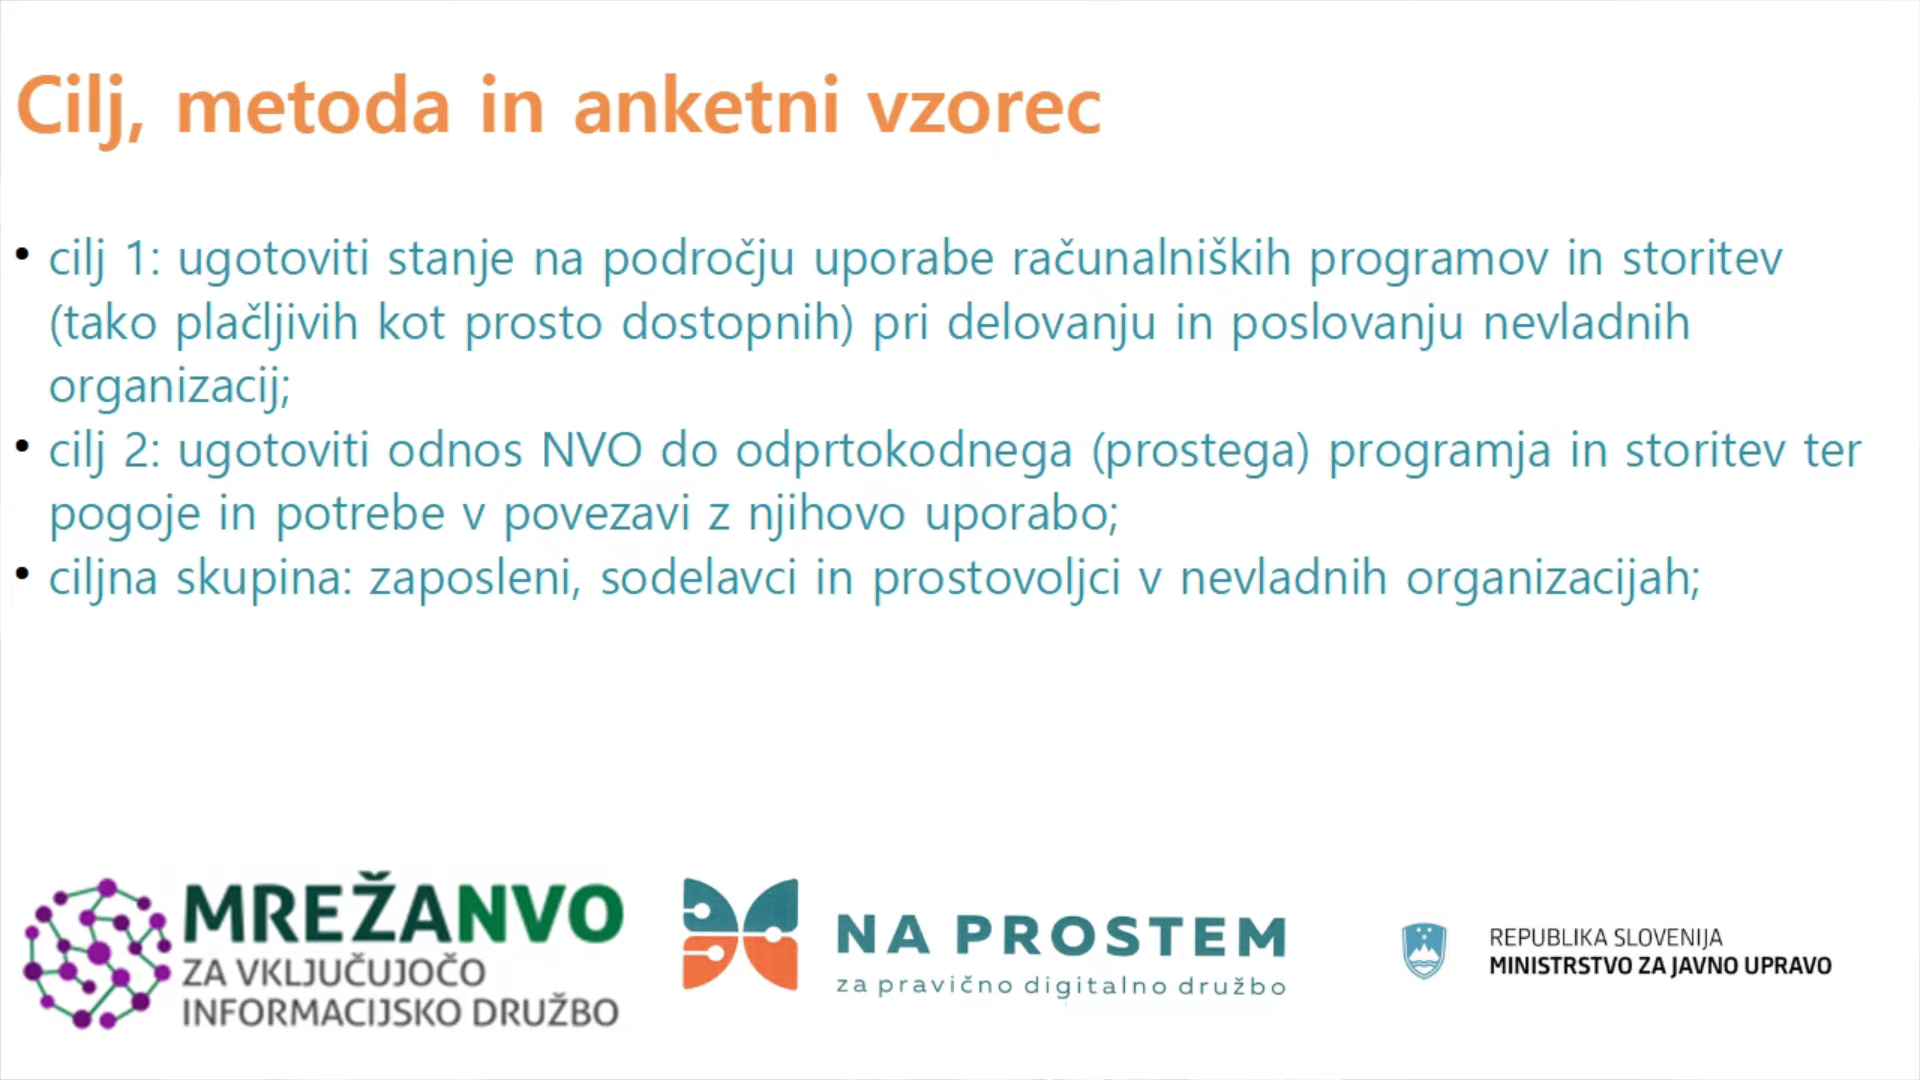 Cilj, metoda in anketni vzorec
• cilj 1: ugotoviti stanje na področju uporabe računalniških programov in storitev
(tako plačljivih kot prosto dostopnih) pri delovanju in poslovanju nevladnih
organizacij;
• cilj 2: ugotoviti odnos NVO do odprtokodnega (prostega) programja in storitev ter
pogoje in potrebe v povezavi z njihovo uporabo;
• ciljna skupina: zaposleni, sodelavci in prostovoljci v nevladnih organizacijah;
MREŽANVO
ZA VKLJUČUJOČO
INFORMACIJSKO DRUŽBO
NA PROSTEM
za pravično digitalno družbo
REPUBLIKA SLOVENIJA
MINISTRSTVO ZA JAVNO UPRAVO